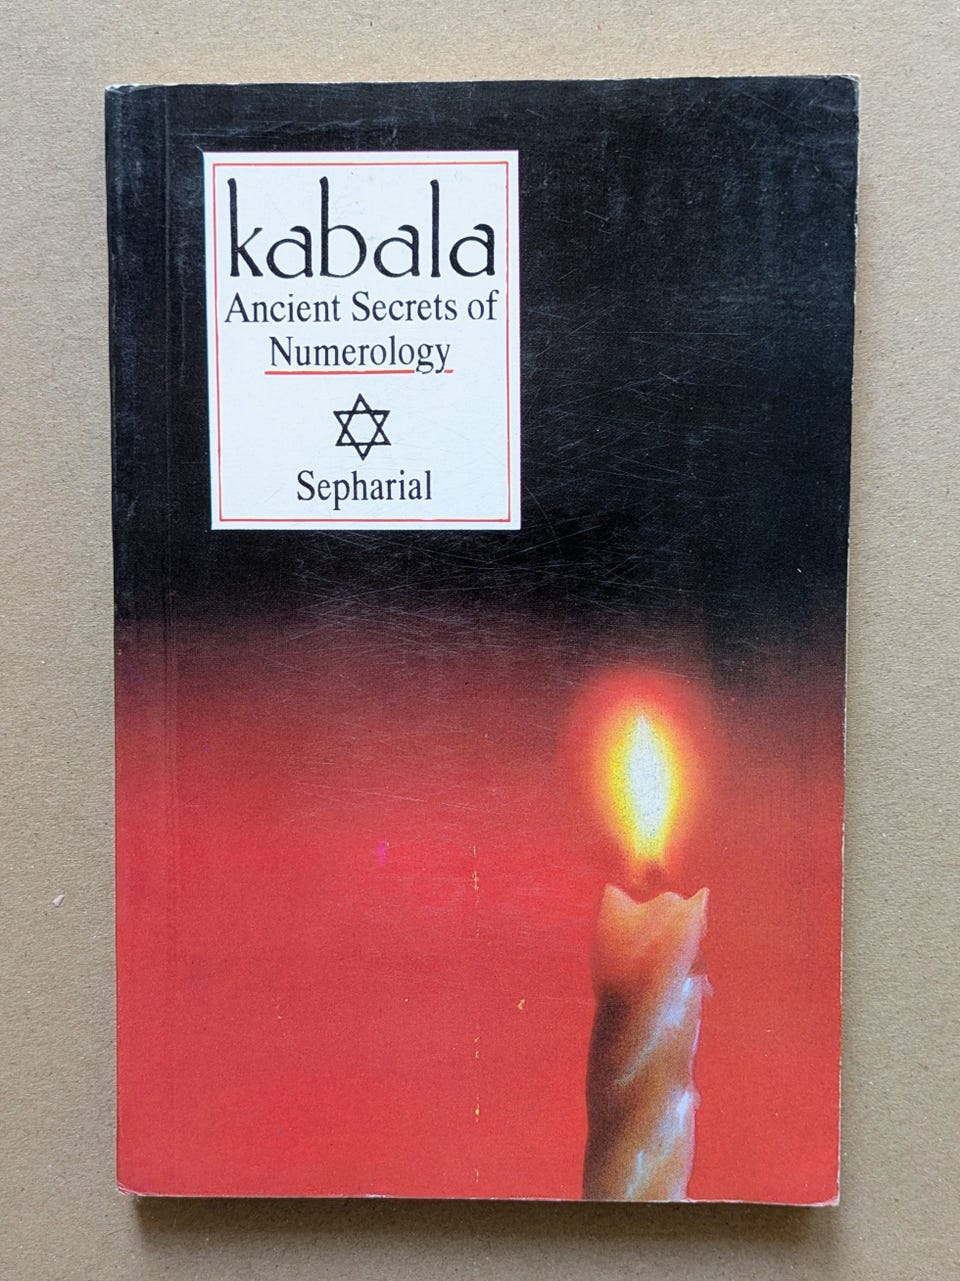 kabala
Ancient Secrets of
Numerology
Sepharial